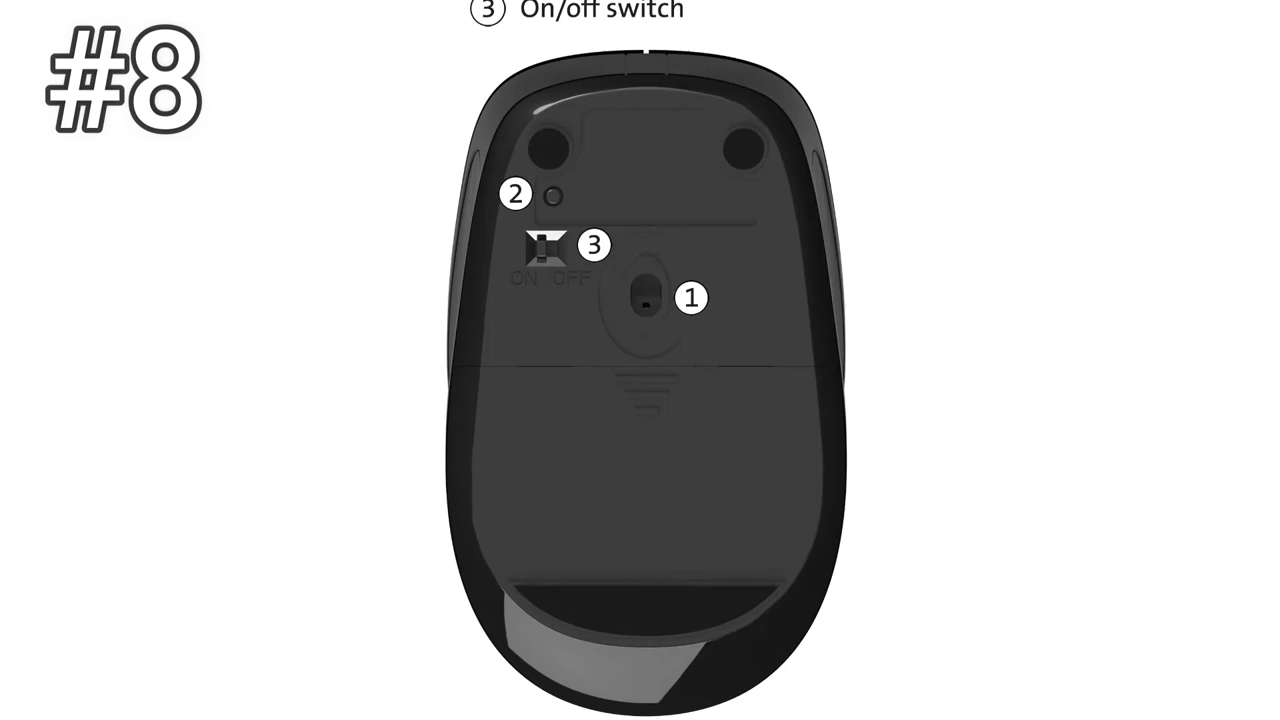 ③ On/off switch
#8
②
③
ON OFF
①